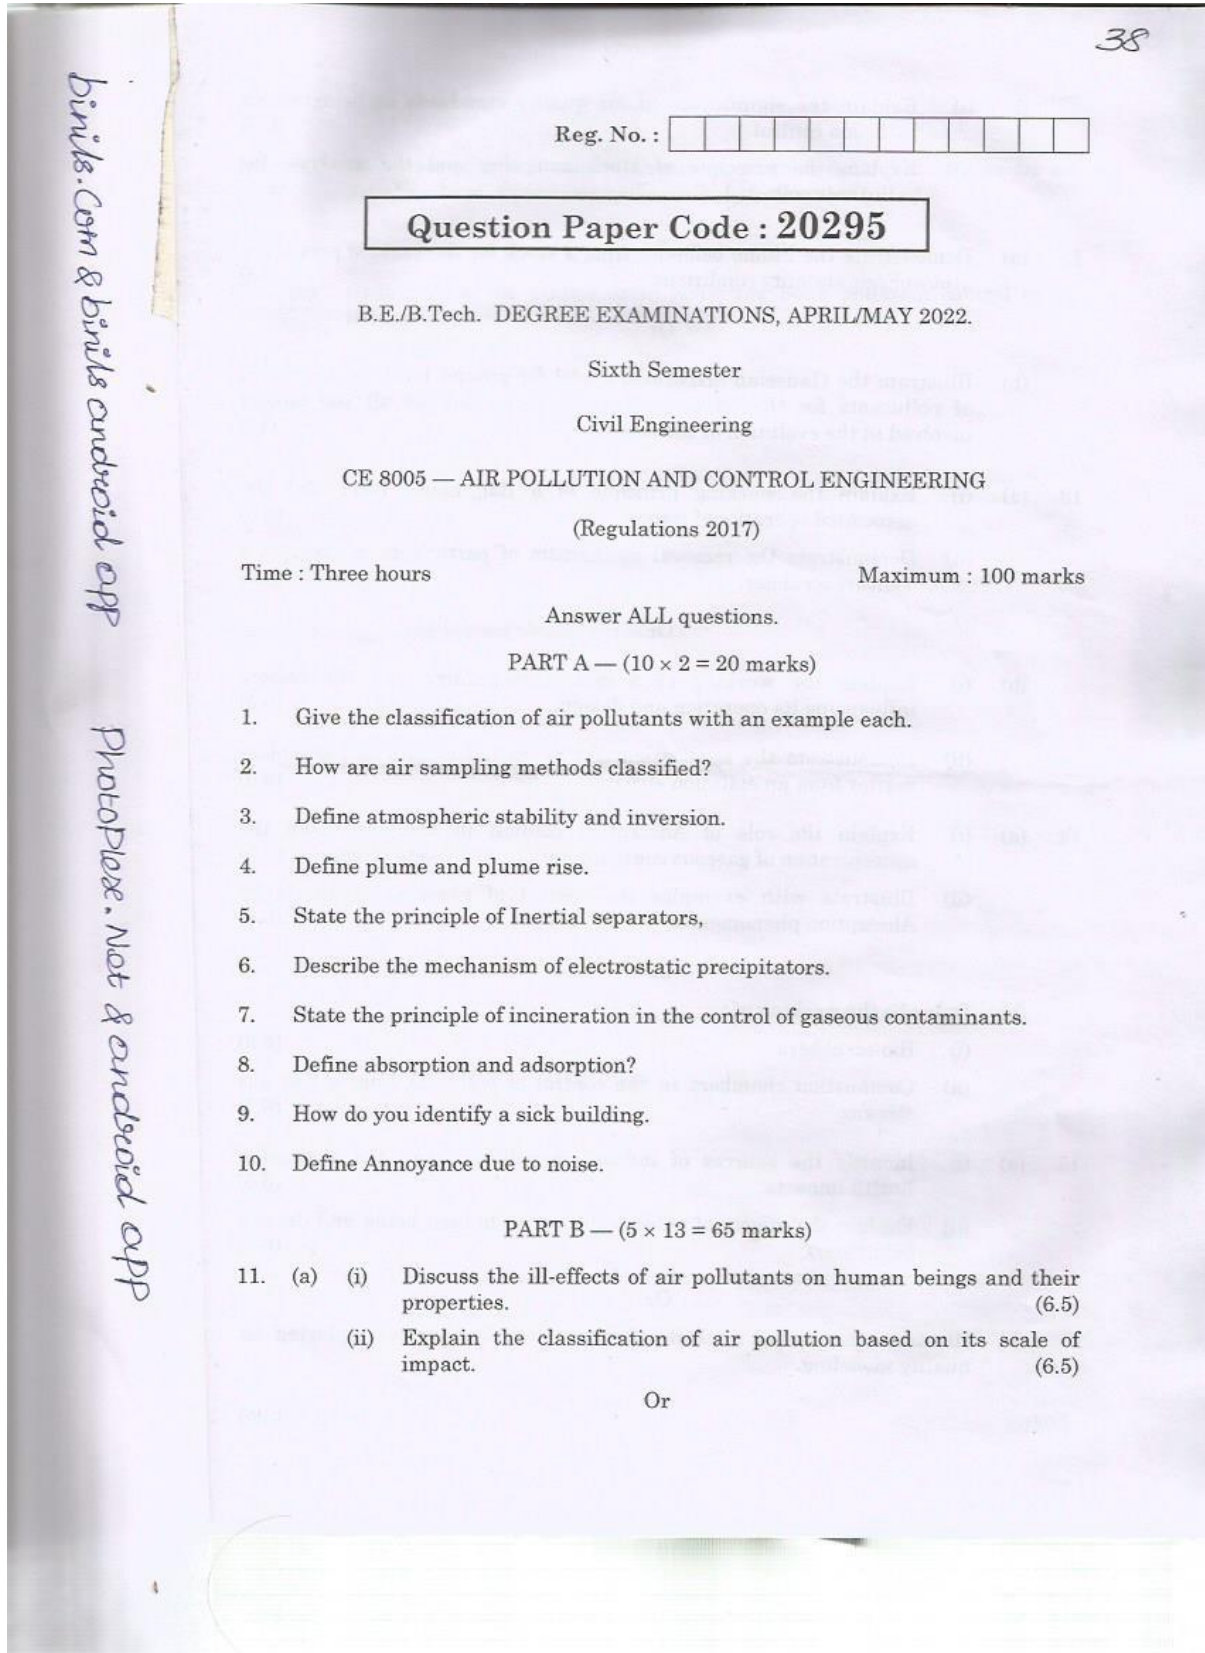 38
Reg. No. :
Question Paper Code : 20295
B.E./B.Tech. DEGREE EXAMINATIONS, APRIL/MAY 2022.
Sixth Semester
Civil Engineering
CE 8005 — AIR POLLUTION AND CONTROL ENGINEERING
(Regulations 2017)
Time : Three hours Maximum : 100 marks
Answer ALL questions.
PART A — (10 × 2 = 20 marks)
1. Give the classification of air pollutants with an example each.
2. How are air sampling methods classified?
3. Define atmospheric stability and inversion.
4. Define plume and plume rise.
5. State the principle of Inertial separators,
6. Describe the mechanism of electrostatic precipitators.
7. State the principle of incineration in the control of gaseous contaminants.
8. Define absorption and adsorption?
9. How do you identify a sick building.
10. Define Annoyance due to noise.
PART B — (5 × 13 = 65 marks)
11. (a) (i) Discuss the ill-effects of air pollutants on human beings and their
properties. (6.5)
(ii) Explain the classification of air pollution based on its scale of
impact. (6.5)
Or
binils.Com & binils android app
PhotoPlex.Net & android app